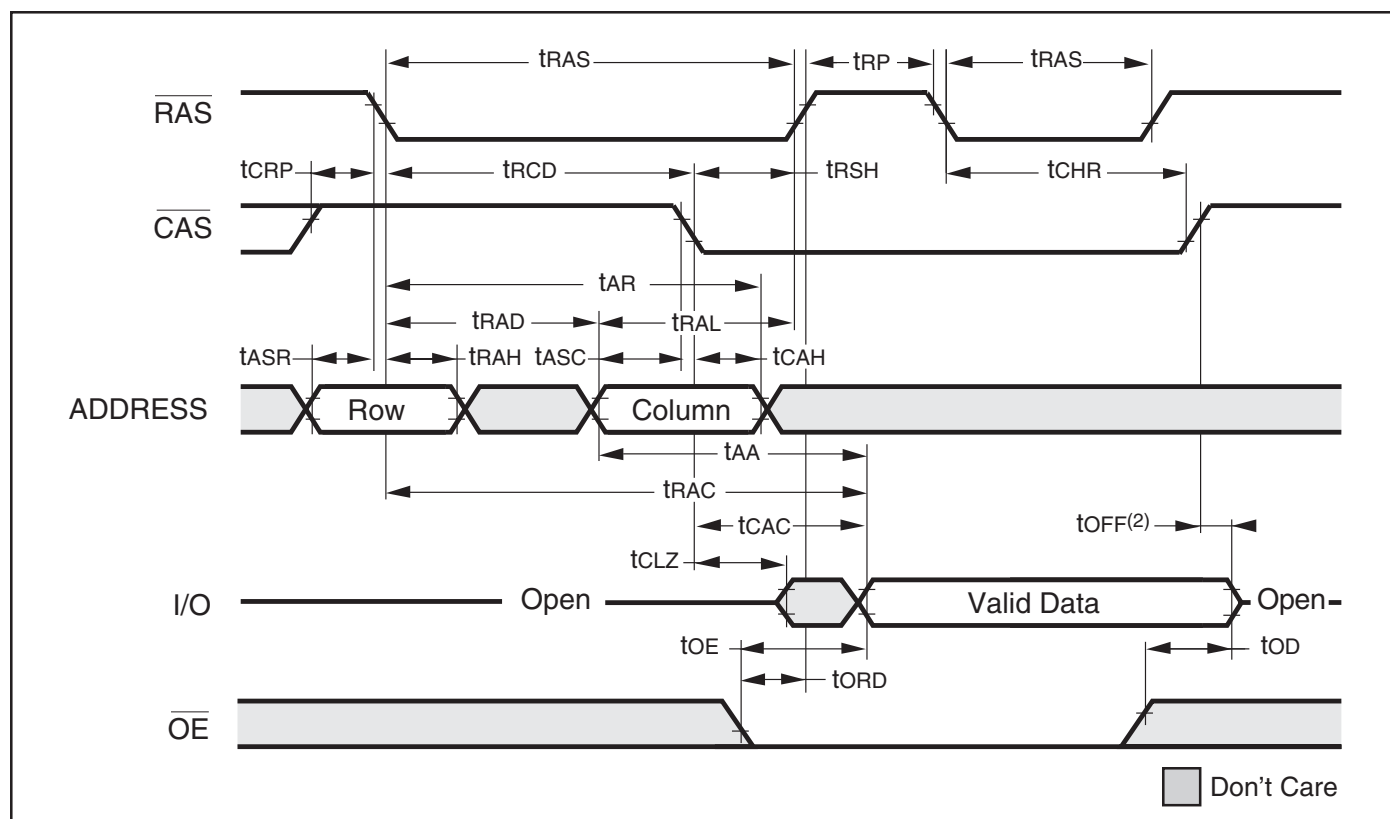 tRAS tRP tRAS
RAS
tCRP tRCD tRSH tCHR
CAS
tAR
tRAD tRAL
tASR tRAH tASC tCAH
ADDRESS Row Column
tAA
tRAC
tCAC tOFF(2)
tCLZ
I/O Open Valid Data Open
tOE tOD
tORD
OE
Don't Care